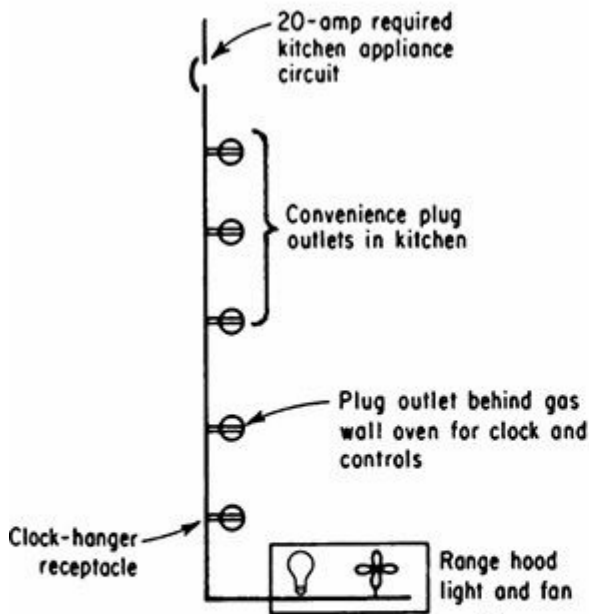 20-amp required
kitchen appliance
circuit
Convenience plug
outlets in kitchen
Plug outlet behind gas
wall oven for clock and
controls
Clock-hanger
receptacle
Range hood
light and fan